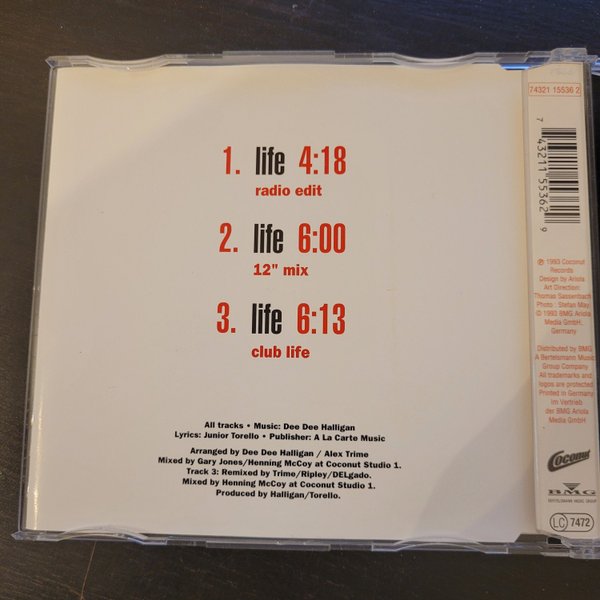 1. life 4:18
radio edit
2. life 6:00
12" mix
3. life 6:13
club life
All tracks • Music: Dee Dee Halligan
Lyrics: Junior Torello • Publisher: A La Carte Music
Arranged by Dee Dee Halligan / Alex Trime
Mixed by Gary Jones/Henning McCoy at Coconut Studio 1.
Track 3: Remixed by Trime/Ripley/DELgado.
Mixed by Henning McCoy at Coconut Studio 1.
Produced by Halligan/Torello.
74321 15536 2
7 43211 55362 9
℗ 1993 Coconut
Records
Design by Ariola
Art Direction:
Thomas Sassenbach
Photo : Stefan May
© 1993 BMG Ariola
Media GmbH,
Germany
Distributed by BMG
A Bertelsmann Music
Group Company
All trademarks and
logos are protected
Printed in Germany
im Vertrieb
der BMG Ariola
Media GmbH
Coconut
BMG
BERTELSMANN MUSIC GROUP
LC 7472